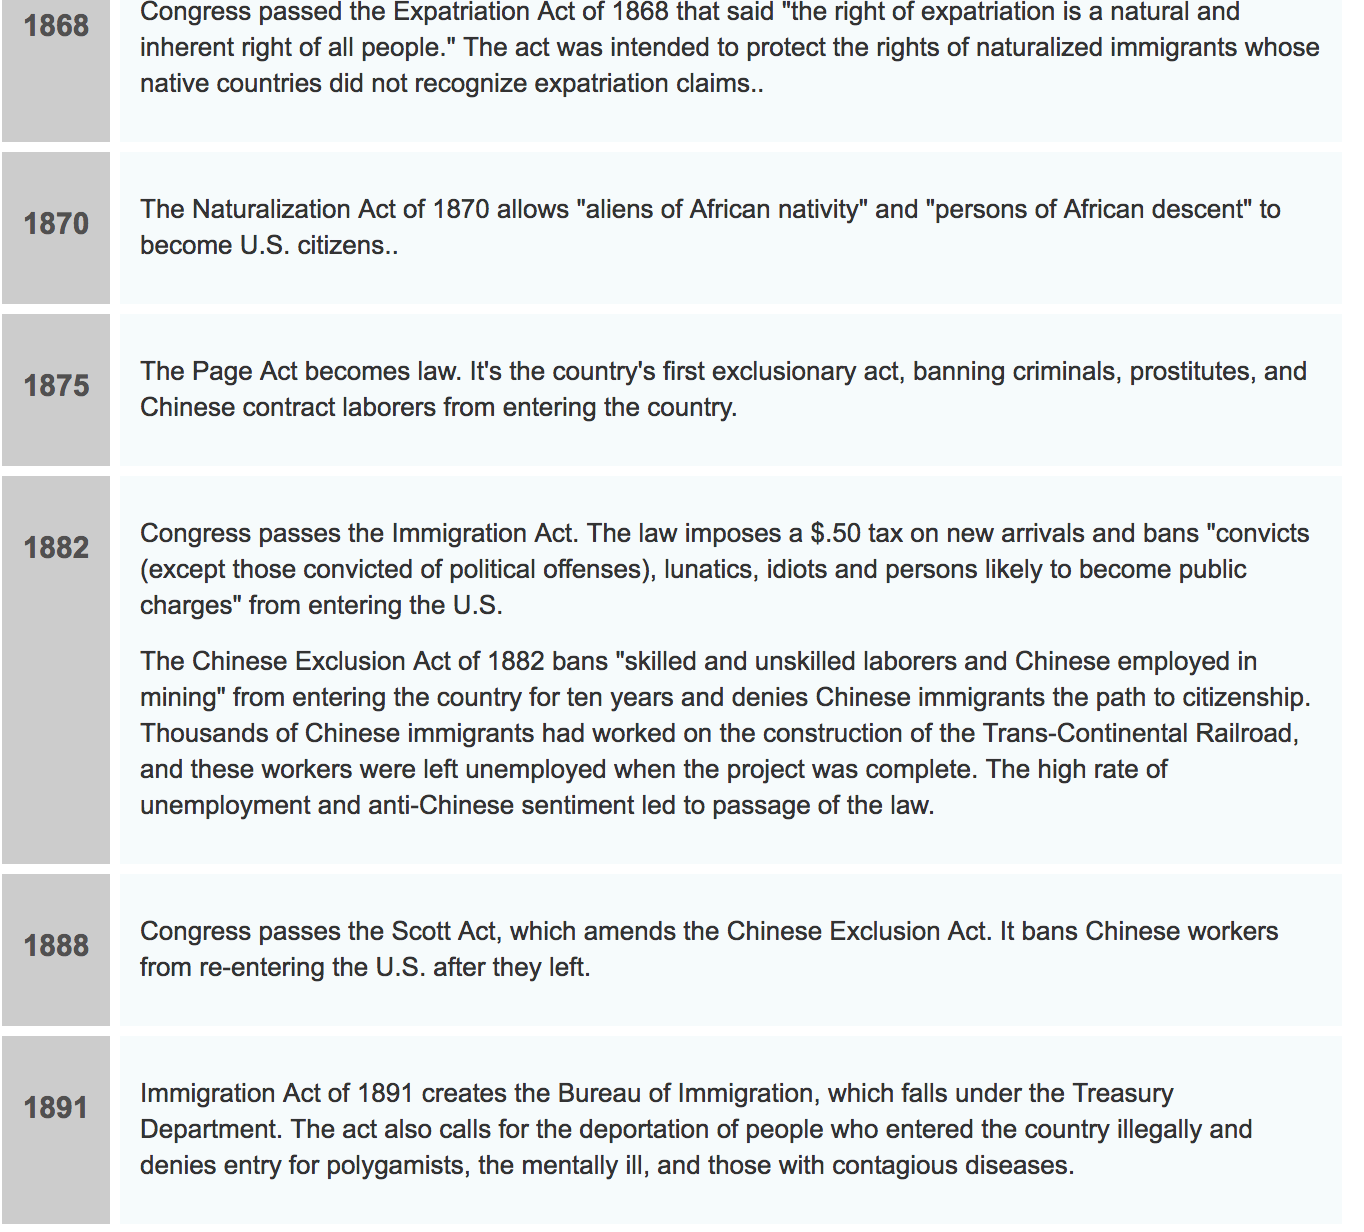 1868
Congress passed the Expatriation Act of 1868 that said "the right of expatriation is a natural and
inherent right of all people." The act was intended to protect the rights of naturalized immigrants whose
native countries did not recognize expatriation claims..
1870
The Naturalization Act of 1870 allows "aliens of African nativity" and "persons of African descent" to
become U.S. citizens..
1875
The Page Act becomes law. It's the country's first exclusionary act, banning criminals, prostitutes, and
Chinese contract laborers from entering the country.
1882
Congress passes the Immigration Act. The law imposes a $.50 tax on new arrivals and bans "convicts
(except those convicted of political offenses), lunatics, idiots and persons likely to become public
charges" from entering the U.S.
The Chinese Exclusion Act of 1882 bans "skilled and unskilled laborers and Chinese employed in
mining" from entering the country for ten years and denies Chinese immigrants the path to citizenship.
Thousands of Chinese immigrants had worked on the construction of the Trans-Continental Railroad,
and these workers were left unemployed when the project was complete. The high rate of
unemployment and anti-Chinese sentiment led to passage of the law.
1888
Congress passes the Scott Act, which amends the Chinese Exclusion Act. It bans Chinese workers
from re-entering the U.S. after they left.
1891
Immigration Act of 1891 creates the Bureau of Immigration, which falls under the Treasury
Department. The act also calls for the deportation of people who entered the country illegally and
denies entry for polygamists, the mentally ill, and those with contagious diseases.